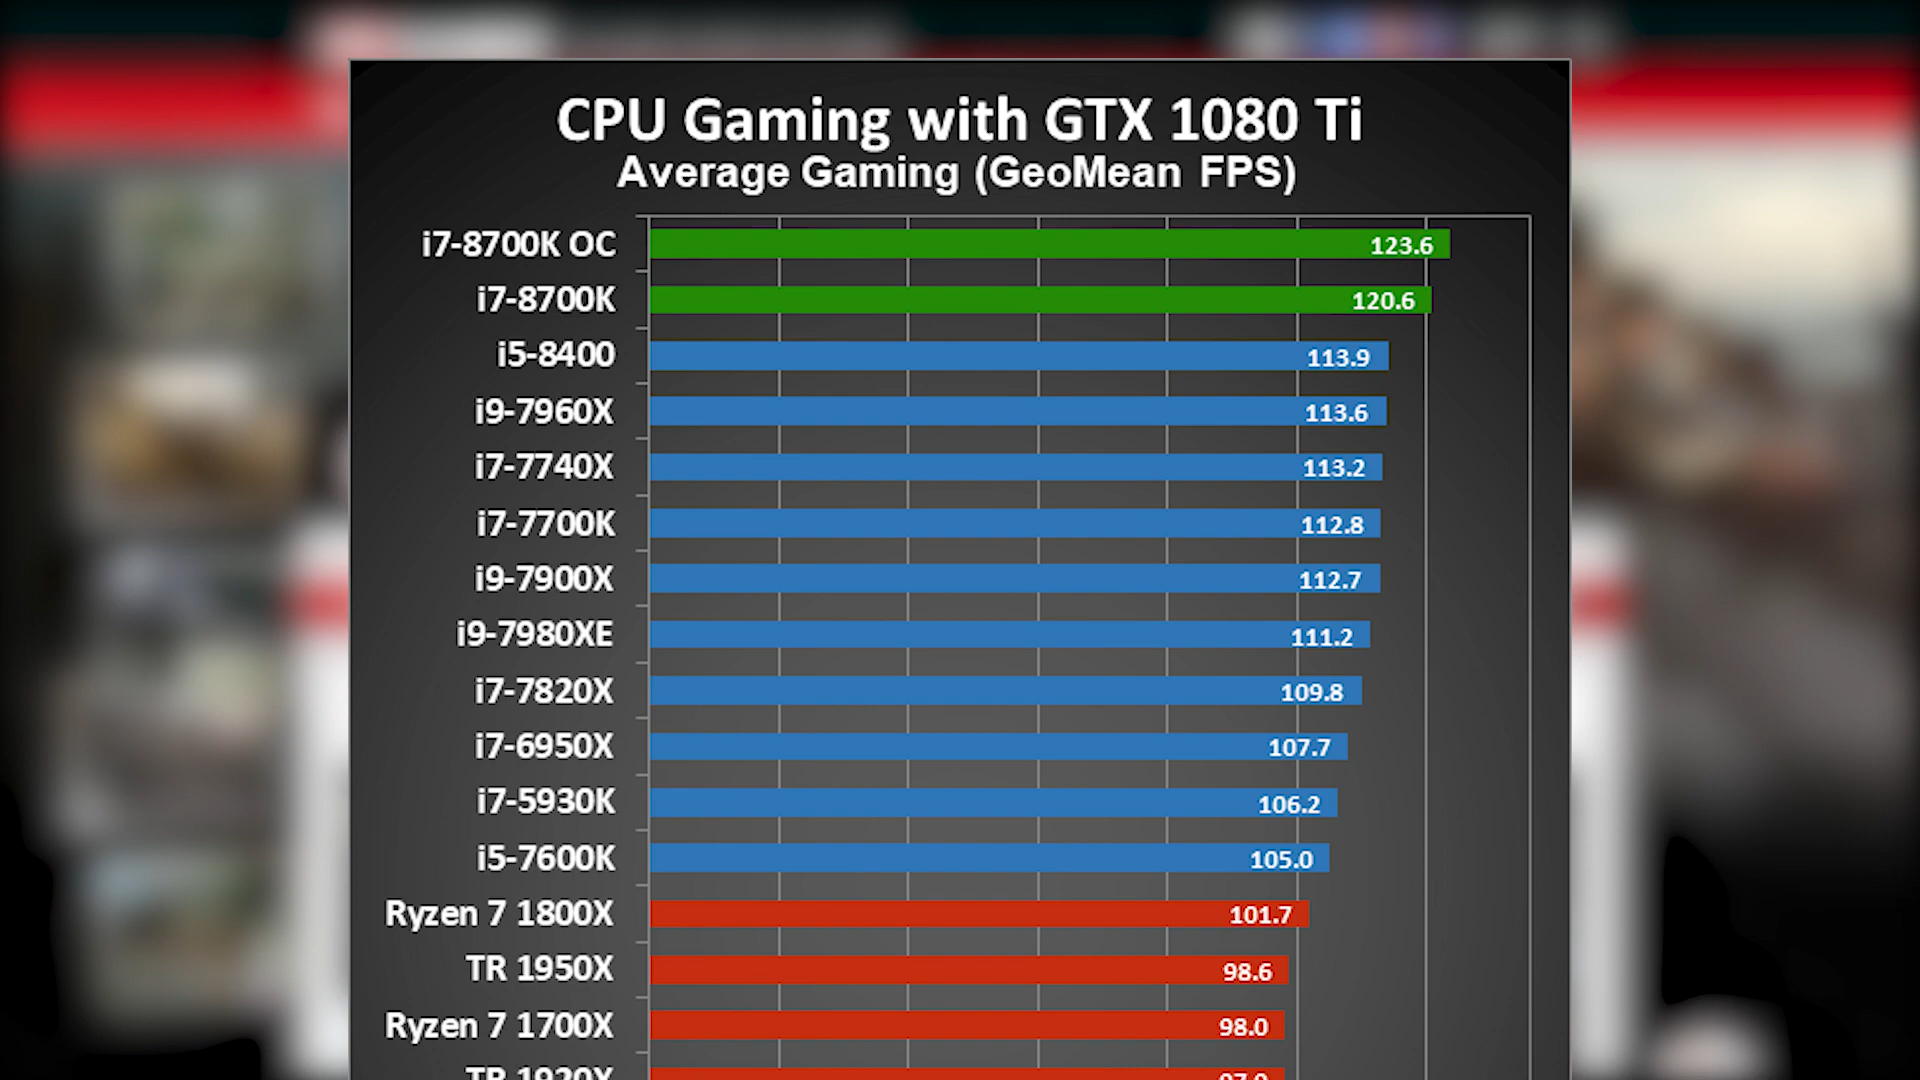 CPU Gaming with GTX 1080 Ti
Average Gaming (GeoMean FPS)
i7-8700K OC 123.6
i7-8700K 120.6
i5-8400 113.9
i9-7960X 113.6
i7-7740X 113.2
i7-7700K 112.8
i9-7900X 112.7
i9-7980XE 111.2
i7-7820X 109.8
i7-6950X 107.7
i7-5930K 106.2
i5-7600K 105.0
Ryzen 7 1800X 101.7
TR 1950X 98.6
Ryzen 7 1700X 98.0
TR 1920X